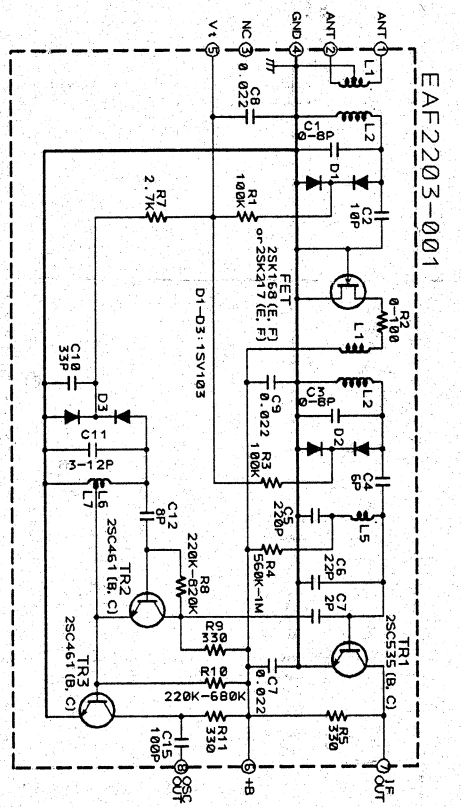 EAF2203-001
ANT 1
ANT 2
GND 4
NC 3
Vt 5
L1
L2
C1
0-8P
D1
C2
10P
C8
0.022
R1
100K
R7
2.7K
FET
2SK168(E, F)
or 2SK217(E, F)
R2
0-100
D1-D3:1SV103
L1
L2
C3
0-8P
D2
C4
6P
C9
0.022
R3
100K
C10
33P
D3
C11
3-12P
L6
L7
C12
8P
C5
220P
L5
R4
560K-1M
C6
22P
C7
2P
R8
220K-820K
TR2
2SC461(B, C)
R9
330
R10
220K-680K
TR1
2SC535(B, C)
C7
0.022
TR3
2SC461(B, C)
R11
330
C15
100P
R5
330
7 IF OUT
6 +B
8 OSC OUT